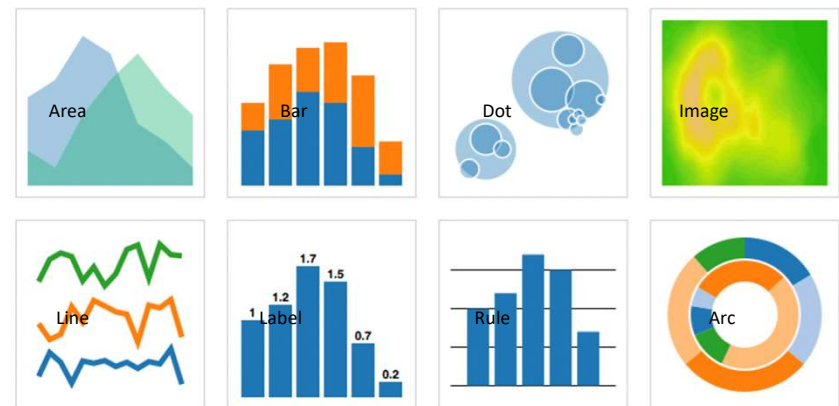 Area
Bar
Dot
Image
Line
1
1.2
1.7
1.5
0.7
0.2
Label
Rule
Arc